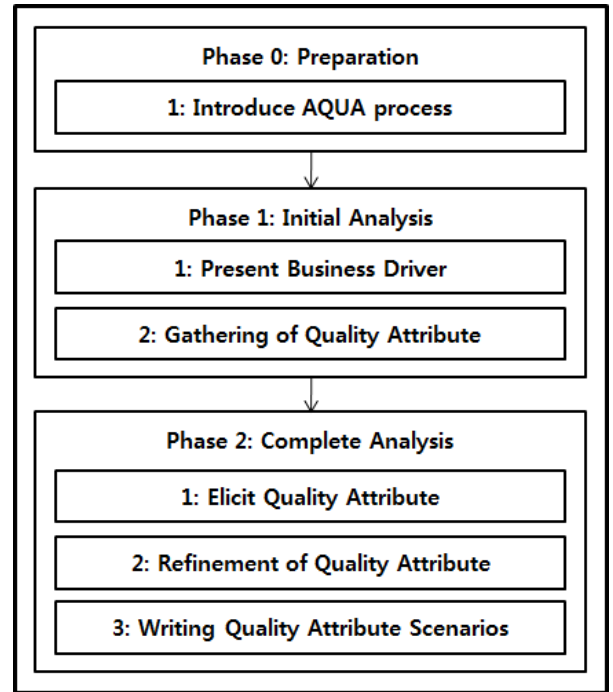 Phase 0: Preparation
1: Introduce AQUA process
Phase 1: Initial Analysis
1: Present Business Driver
2: Gathering of Quality Attribute
Phase 2: Complete Analysis
1: Elicit Quality Attribute
2: Refinement of Quality Attribute
3: Writing Quality Attribute Scenarios